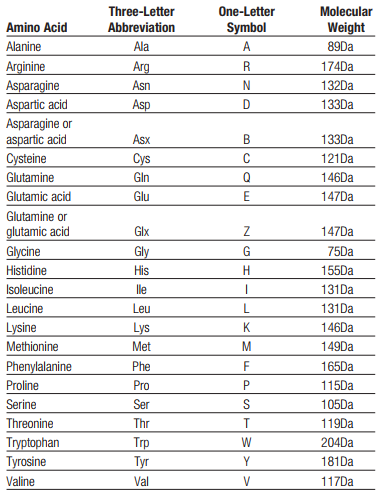 Amino Acid Three-Letter Abbreviation One-Letter Symbol Molecular Weight
Alanine Ala A 89Da
Arginine Arg R 174Da
Asparagine Asn N 132Da
Aspartic acid Asp D 133Da
Asparagine or
aspartic acid Asx B 133Da
Cysteine Cys C 121Da
Glutamine Gln Q 146Da
Glutamic acid Glu E 147Da
Glutamine or
glutamic acid Glx Z 147Da
Glycine Gly G 75Da
Histidine His H 155Da
Isoleucine Ile I 131Da
Leucine Leu L 131Da
Lysine Lys K 146Da
Methionine Met M 149Da
Phenylalanine Phe F 165Da
Proline Pro P 115Da
Serine Ser S 105Da
Threonine Thr T 119Da
Tryptophan Trp W 204Da
Tyrosine Tyr Y 181Da
Valine Val V 117Da